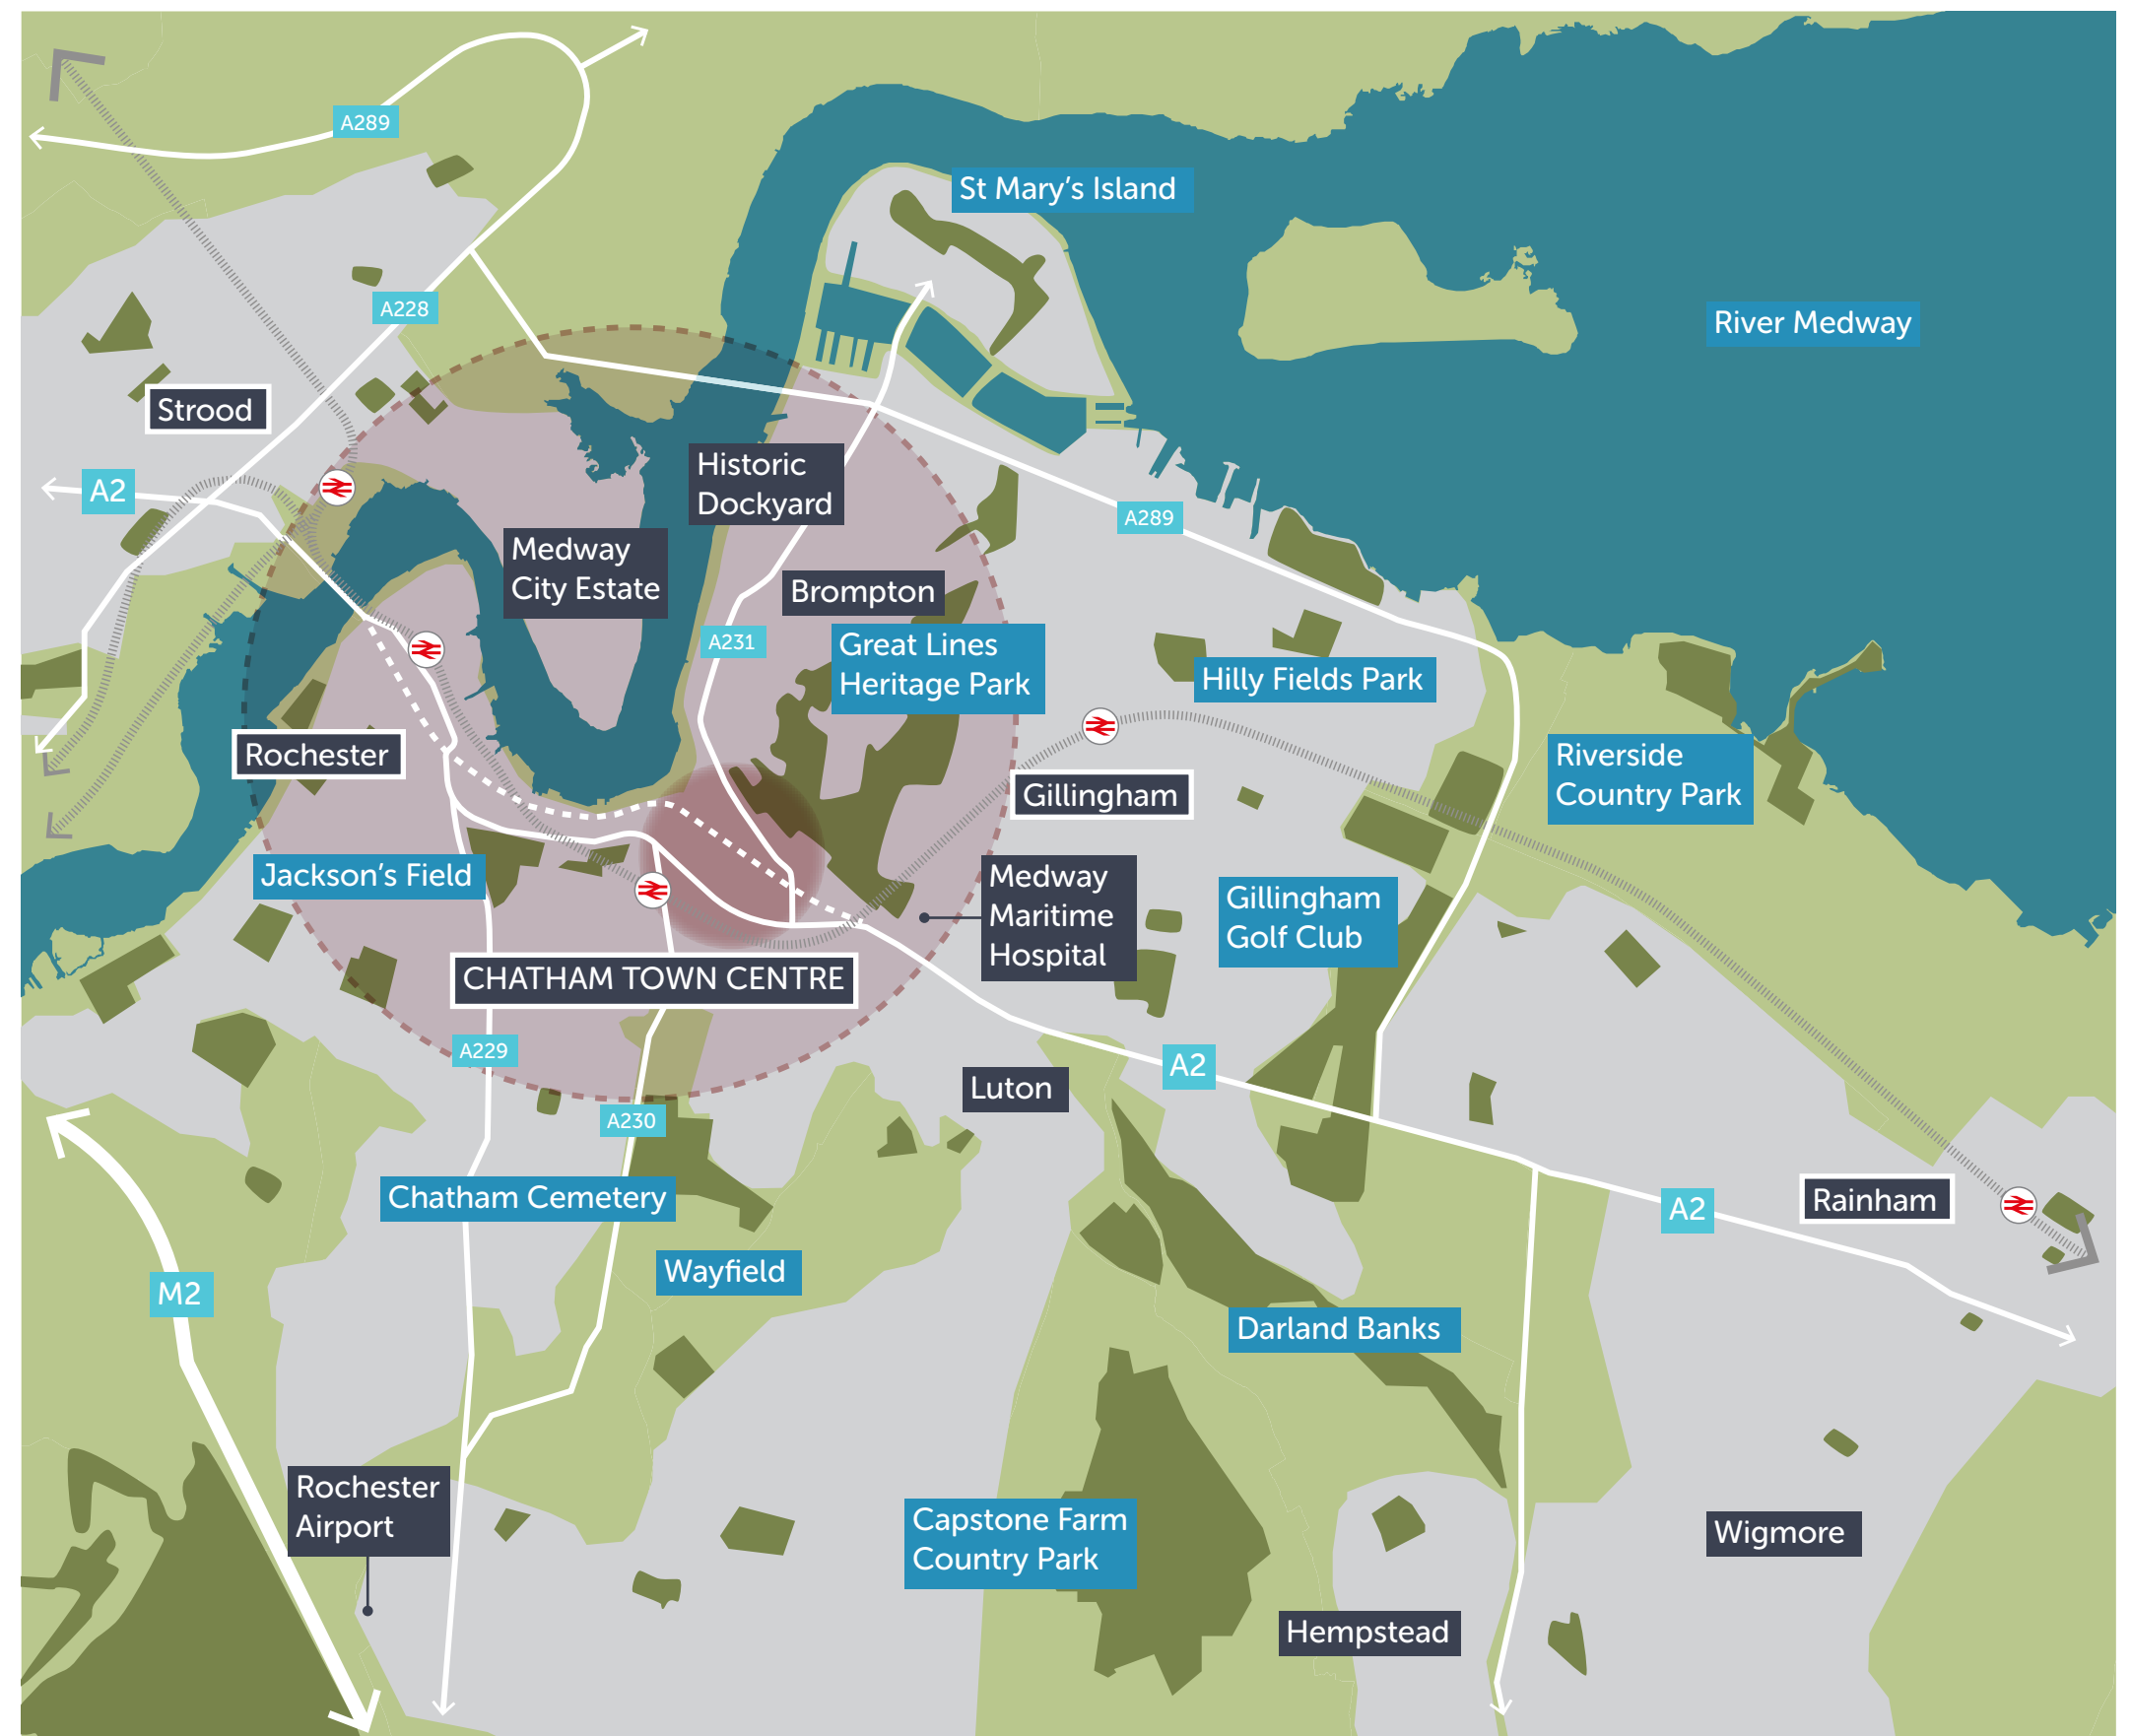 A289
St Mary's Island
A228
River Medway
Strood
A2
Historic
Dockyard
A289
Medway
City Estate
Brompton
A231
Great Lines
Heritage Park
Hilly Fields Park
Rochester
Riverside
Country Park
Gillingham
Jackson's Field
Medway
Maritime
Hospital
Gillingham
Golf Club
CHATHAM TOWN CENTRE
A229
A2
Luton
A230
Chatham Cemetery
Rainham
A2
Wayfield
M2
Darland Banks
Rochester
Airport
Capstone Farm
Country Park
Wigmore
Hempstead